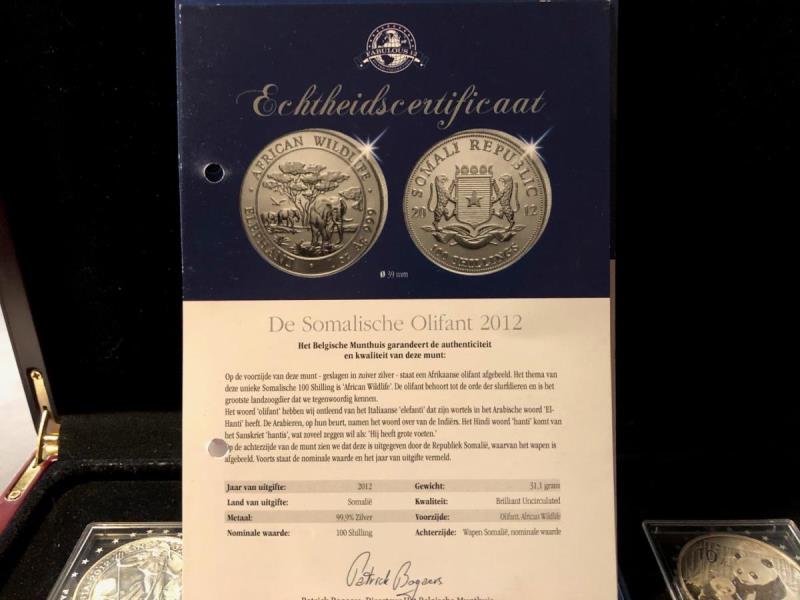 FABULOUS 12
Echtheidscertificaat
AFRICAN WILDLIFE
ELEPHANT 1 OZ Ag 999
SOMALI REPUBLIC
20 12
100 SHILLINGS
Ø 39 mm
De Somalische Olifant 2012
Het Belgische Munthuis garandeert de authenticiteit
en kwaliteit van deze munt:
Op de voorzijde van deze munt - geslagen in zuiver zilver - staat een Afrikaanse olifant afgebeeld. Het thema van
deze unieke Somalische 100 Shilling is 'African Wildlife'. De olifant behoort tot de orde der slurfdieren en is het
grootste landzoogdier dat we tegenwoordig kennen.
Het woord 'olifant' hebben wij ontleend van het Italiaanse 'elefanti' dat zijn wortels in het Arabische woord 'El-
Hanti' heeft. De Arabieren, op hun beurt, namen het woord over van de Indiërs. Het Hindi woord 'hanti' komt van
het Sanskriet 'hantis', wat zoveel zeggen wil als: 'Hij heeft grote voeten.'
Op de achterzijde van de munt zien we dat deze is uitgegeven door de Republiek Somalië, waarvan het wapen is
afgebeeld. Voorts staat de nominale waarde en het jaar van uitgifte vermeld.
Jaar van uitgifte: 2012 Gewicht: 31,1 gram
Land van uitgifte: Somalië Kwaliteit: Brilliant Uncirculated
Metaal: 99,9% Zilver Voorzijde: Olifant, African Wildlife
Nominale waarde: 100 Shilling Achterzijde: Wapen Somalië, nominale waarde
Patrick Bogaers
Patrick Bogaers, Directeur Het Belgische Munthuis